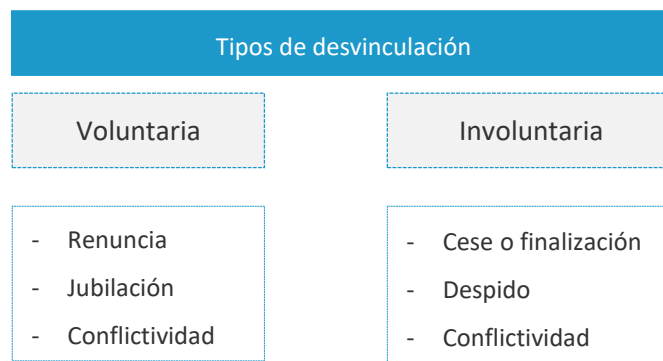 Tipos de desvinculación
Voluntaria
Involuntaria
- Renuncia
- Jubilación
- Conflictividad
- Cese o finalización
- Despido
- Conflictividad